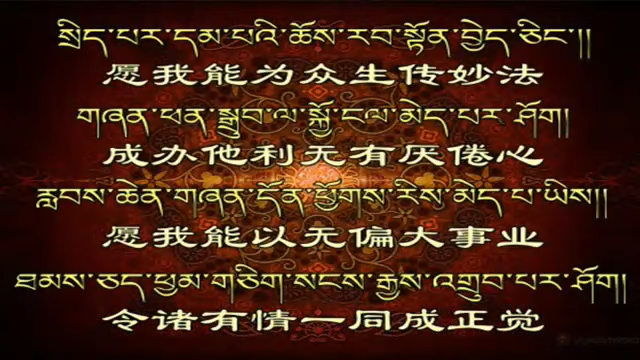 སྲིད་པར་དམ་པའི་ཆོས་རབ་སྟོན་བྱེད་ཅིང་།།
愿我能为众生传妙法
གཞན་ཕན་སྒྲུབ་ལ་སྐྱོ་ངལ་མེད་པར་ཤོག།
成办他利无有厌倦心
རླབས་ཆེན་གཞན་དོན་ཕྱོགས་རིས་མེད་པ་ཡིས།།
愿我能以无偏大事业
ཐམས་ཅད་ཕྱམ་གཅིག་སངས་རྒྱས་འགྲུབ་པར་ཤོག།
令诸有情一同成正觉